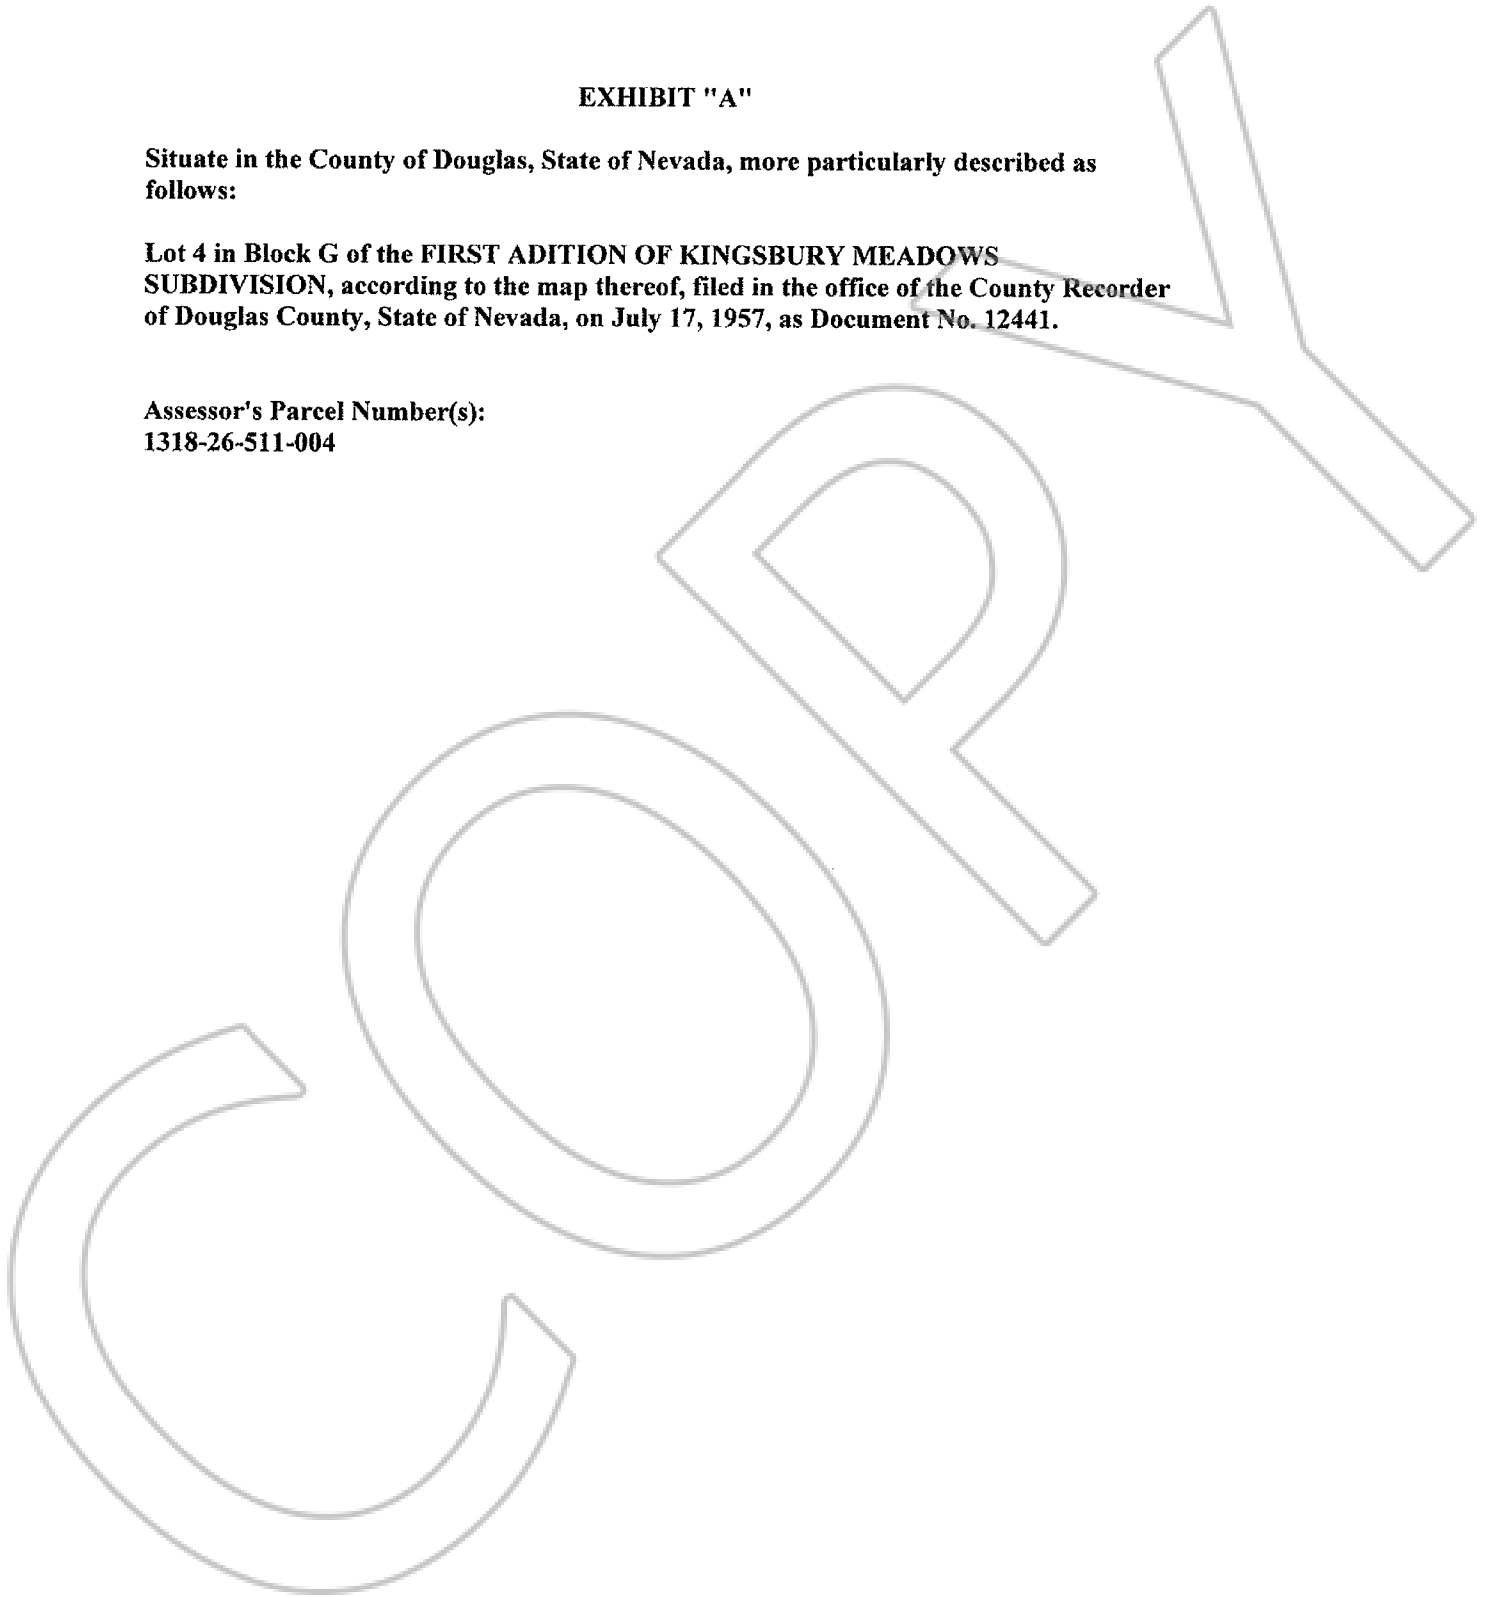 EXHIBIT "A"
Situate in the County of Douglas, State of Nevada, more particularly described as
follows:
Lot 4 in Block G of the FIRST ADITION OF KINGSBURY MEADOWS
SUBDIVISION, according to the map thereof, filed in the office of the County Recorder
of Douglas County, State of Nevada, on July 17, 1957, as Document No. 12441.
Assessor's Parcel Number(s):
1318-26-511-004
COPY